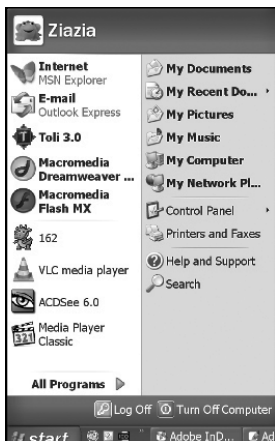 Ziazia
Internet
MSN Explorer
E-mail
Outlook Express
Toli 3.0
Macromedia
Dreamweaver ...
Macromedia
Flash MX
162
VLC media player
ACDSee 6.0
321
Media Player
Classic
All Programs
My Documents
My Recent Do...
My Pictures
My Music
My Computer
My Network Pl...
Control Panel
Printers and Faxes
Help and Support
Search
Log Off
Turn Off Computer
start
Adobe InD...
Ad